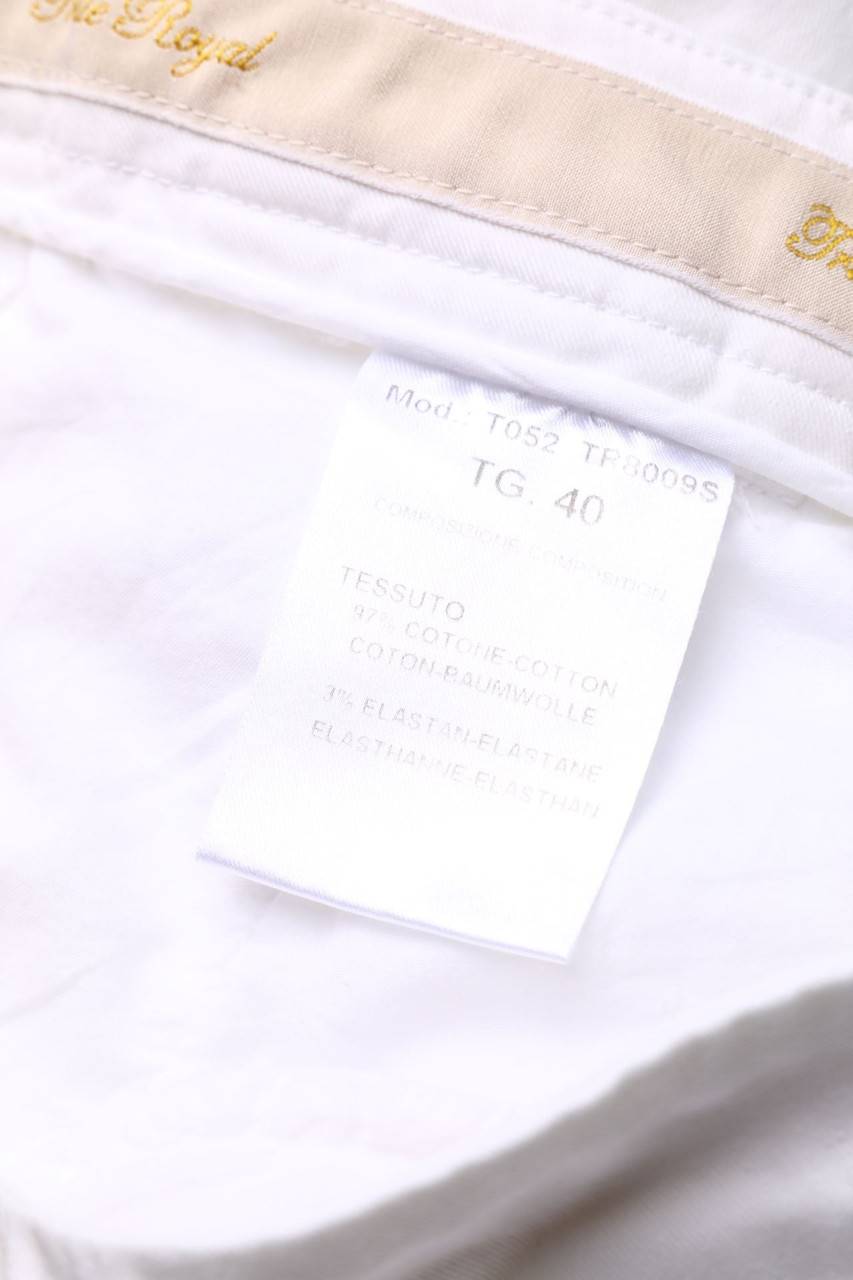 The Royal
Tr
Mod.: T052 TR8009S
TG. 40
COMPOSIZIONE-COMPOSITION
TESSUTO
97% COTONE-COTTON
COTON-BAUMWOLLE
3% ELASTAN-ELASTANE
ELASTHANNE-ELASTHAN